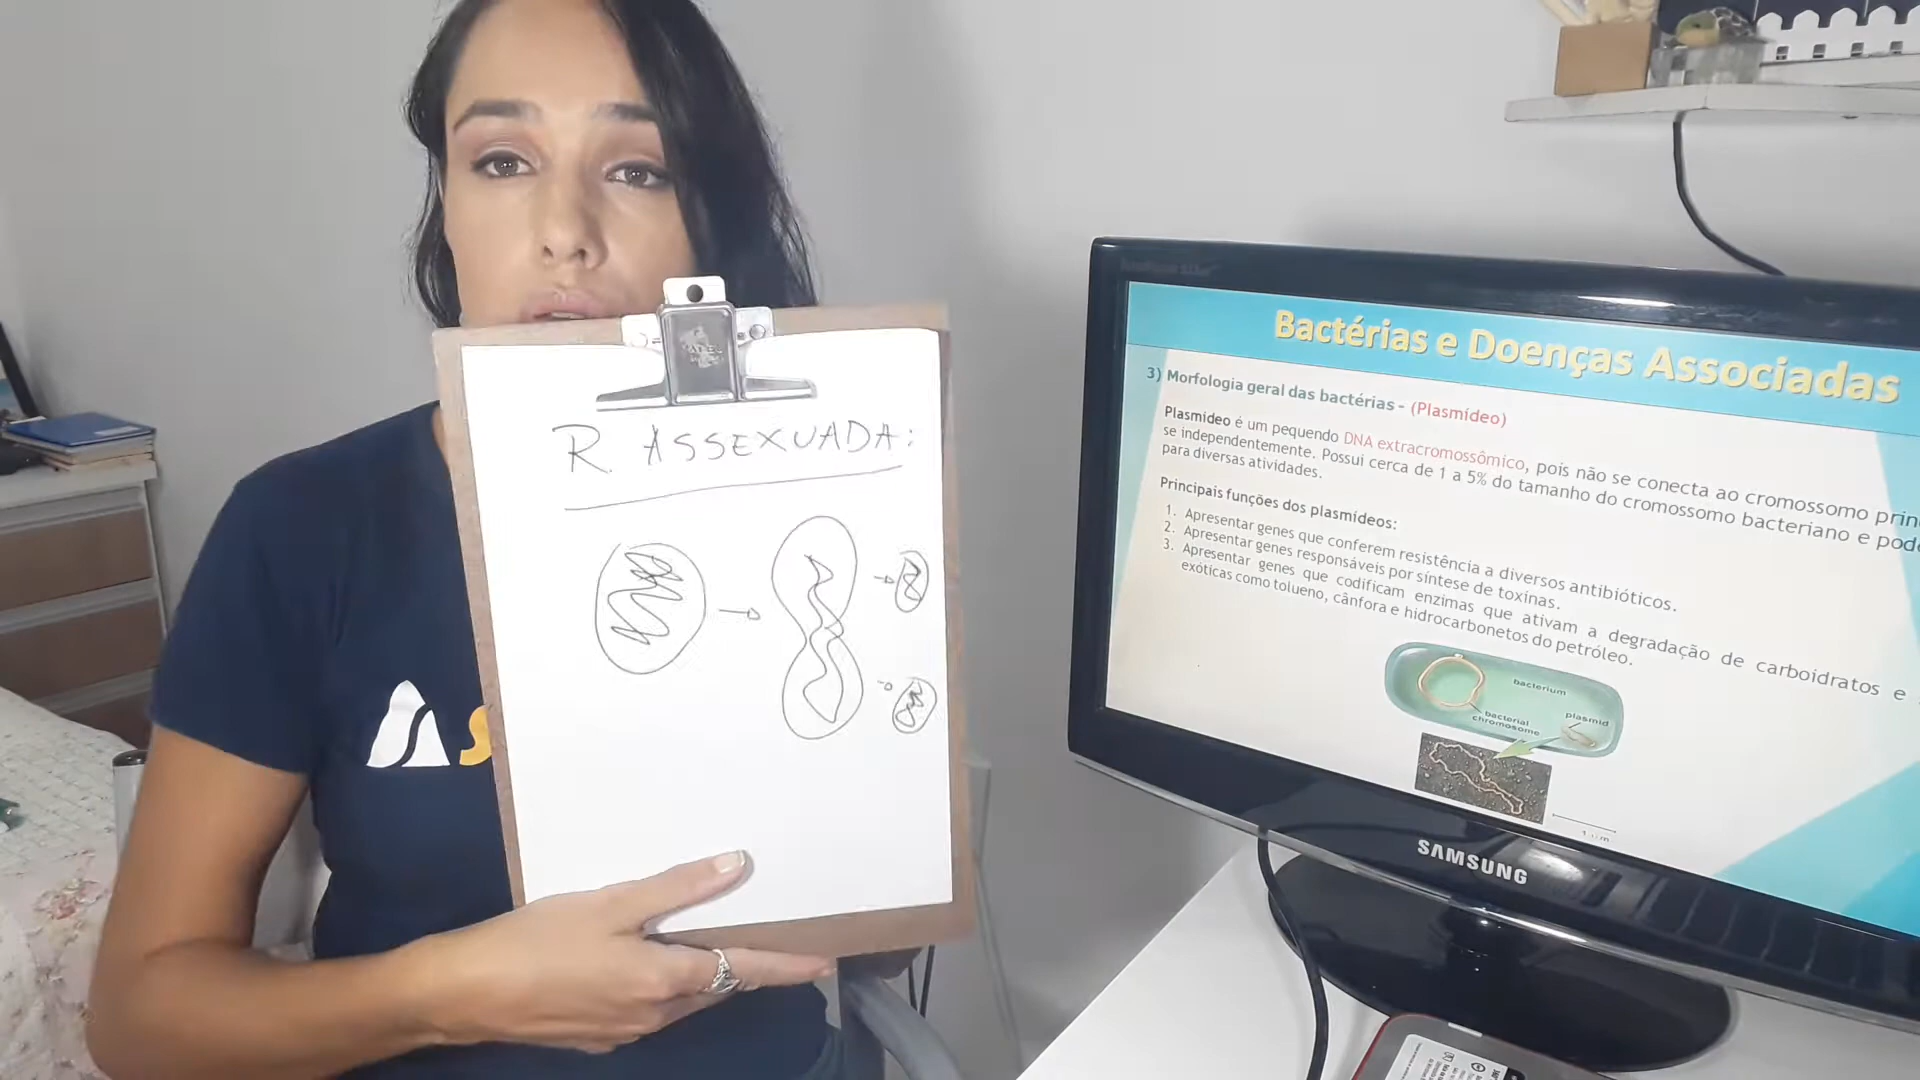 R. ASSEXUADA:
Bactérias e Doenças Associadas
3) Morfologia geral das bactérias - (Plasmídeo)
Plasmídeo é um pequendo DNA extracromossômico, pois não se conecta ao cromossomo
se independentemente. Possui cerca de 1 a 5% do tamanho do cromossomo bacteriano e
para diversas atividades.
Principais funções dos plasmídeos:
1. Apresentar genes que conferem resistência a diversos antibióticos.
2. Apresentar genes responsáveis por síntese de toxinas.
3. Apresentar genes que codificam enzimas que ativam a degradação de carboidratos e
exóticas como tolueno, cânfora e hidrocarbonetos do petróleo.
bacterium
bacterial
chromosome
plasmid
SAMSUNG